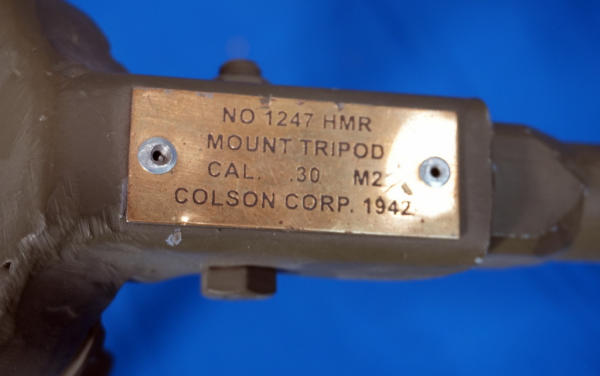 NO 1247 HMR
MOUNT TRIPOD
CAL. .30 M2
COLSON CORP. 1942